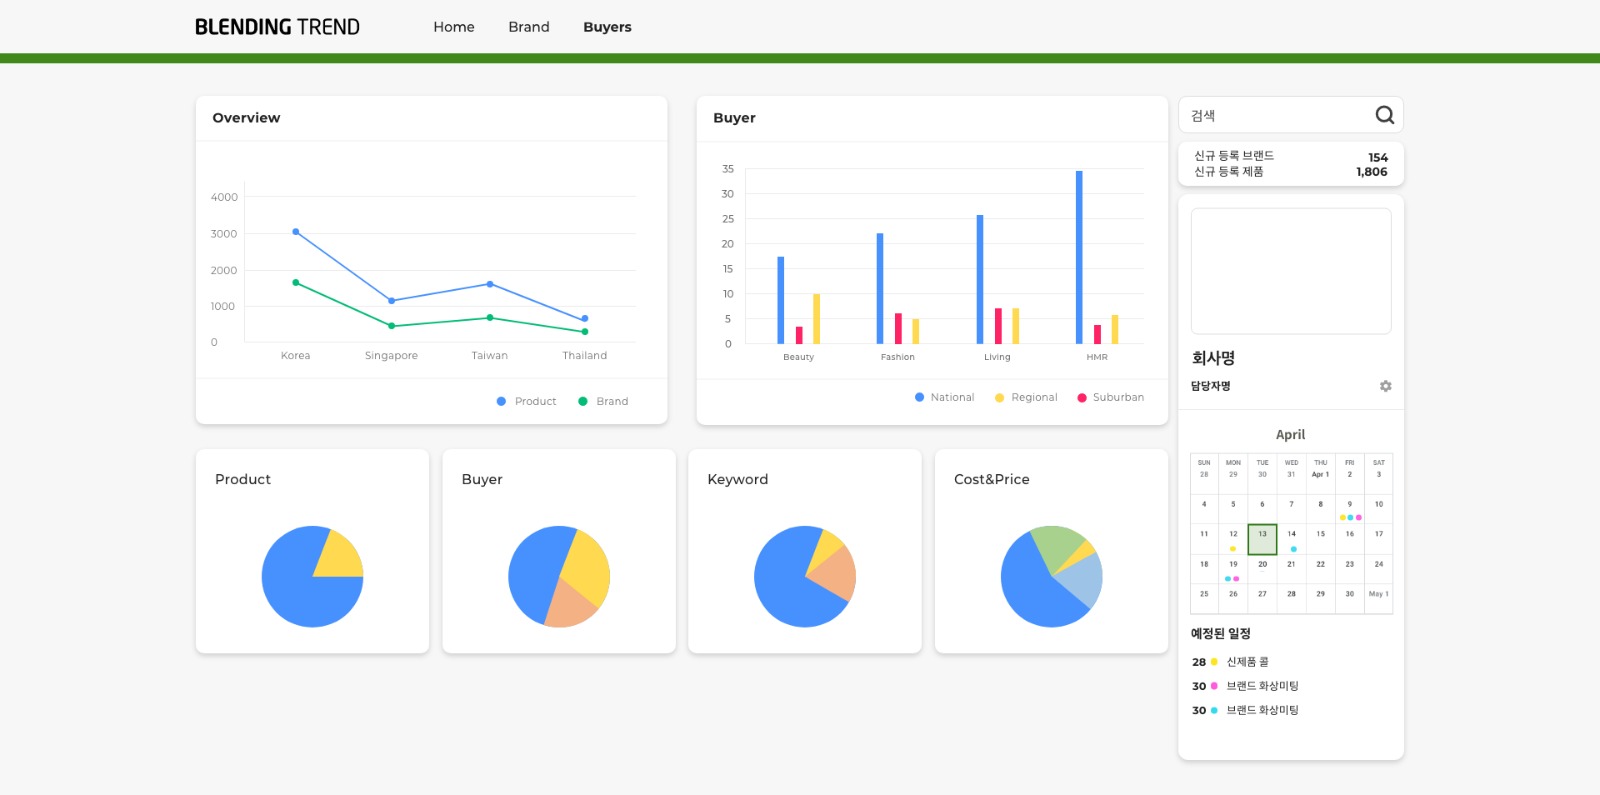 BLENDING TREND Home Brand Buyers
Overview
4000
3000
2000
1000
0
Korea Singapore Taiwan Thailand
Product Brand
Buyer
35
30
25
20
15
10
5
0
Beauty Fashion Living HMR
National Regional Suburban
Product
Buyer
Keyword
Cost&Price
검색
신규 등록 브랜드 154
신규 등록 제품 1,806
회사명
담당자명
April
SUN MON TUE WED THU FRI SAT
28 29 30 31 Apr 1 2 3
4 5 6 7 8 9 10
11 12 13 14 15 16 17
18 19 20 21 22 23 24
25 26 27 28 29 30 May 1
예정된 일정
28 신제품 콜
30 브랜드 화상미팅
30 브랜드 화상미팅